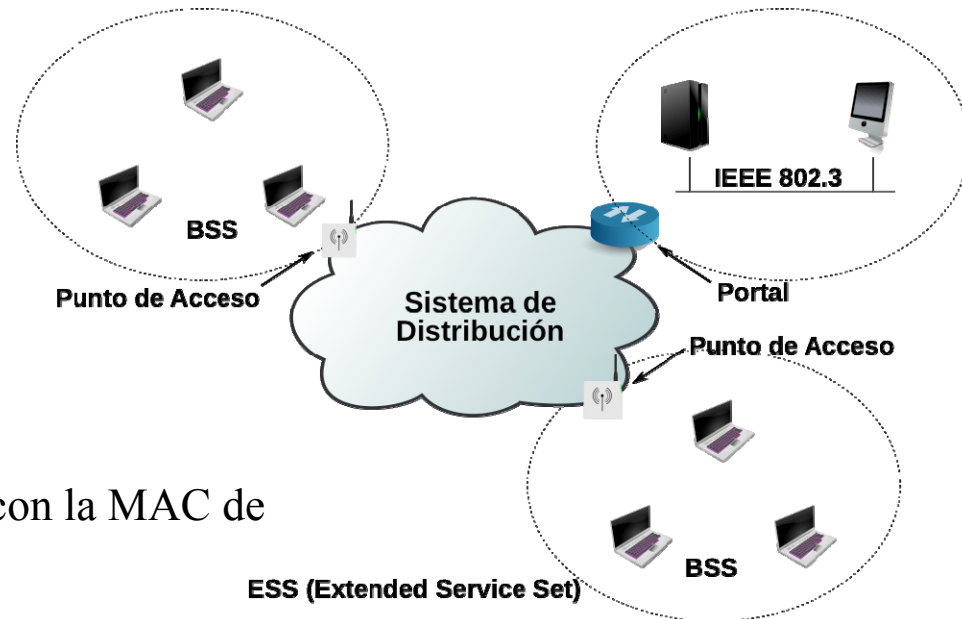 IEEE 802.3
BSS
Punto de Acceso
Portal
Sistema de
Distribución
Punto de Acceso
con la MAC de
BSS
ESS (Extended Service Set)